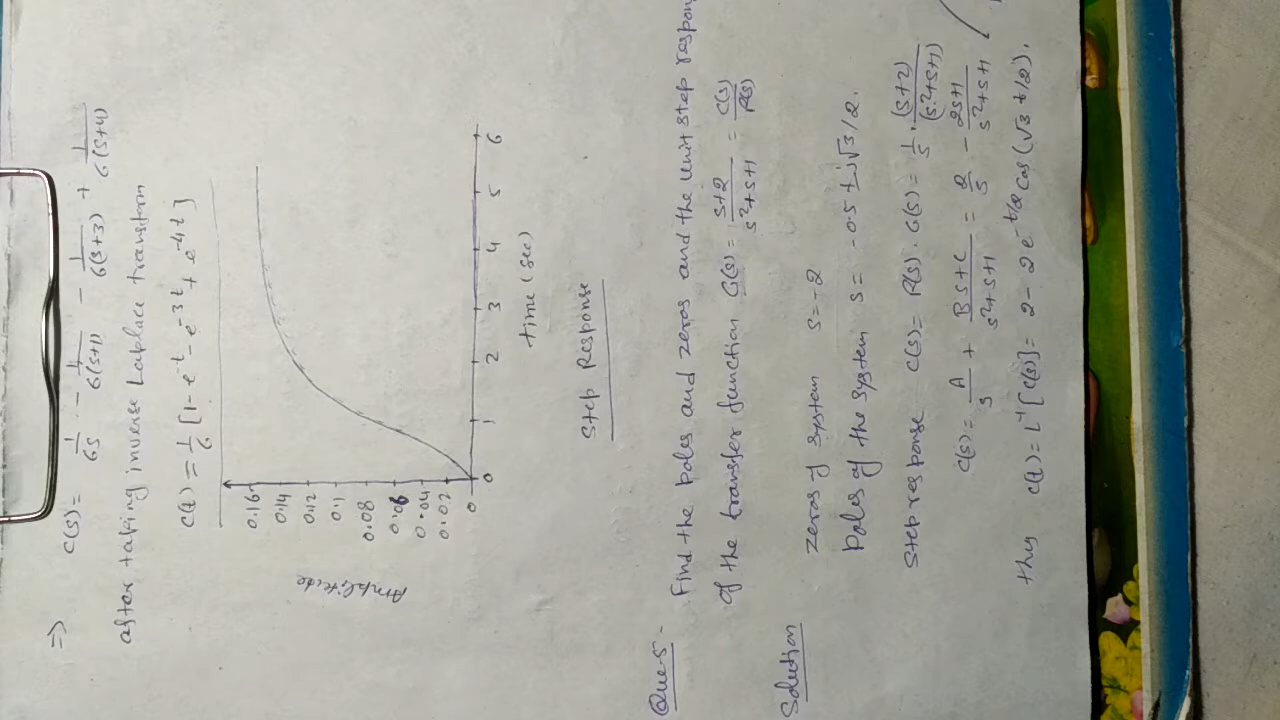 => C(s) = 1/6s - 1/6(s+1) - 1/6(s+3) + 1/6(s+4)
after taking inverse Laplace transfrom
C(t) = 1/6 [1 - e^-t - e^-3t + e^-4t]
Amplitude
0.16
0.14
0.12
0.1
0.08
0.06
0.04
0.02
0
0 1 2 3 4 5 6
time (sec)
Step Response
Ques - Find the poles and zeros and the unit step respon
of the transfer function G(s) = s+2/s²+s+1 = C(s)/R(s)
Solution
zeros of system s=-2
Poles of the system s = -0.5 ± j√3/2.
Step response C(s) = R(s).G(s) = 1/s . (s+2)/(s²+s+1)
C(s) = A/s + Bs+C/s²+s+1 = 2/s - 2s+1/s²+s+1
thus C(t) = L⁻¹[C(s)] = 2 - 2e^-t/2 cos(√3 t/2).